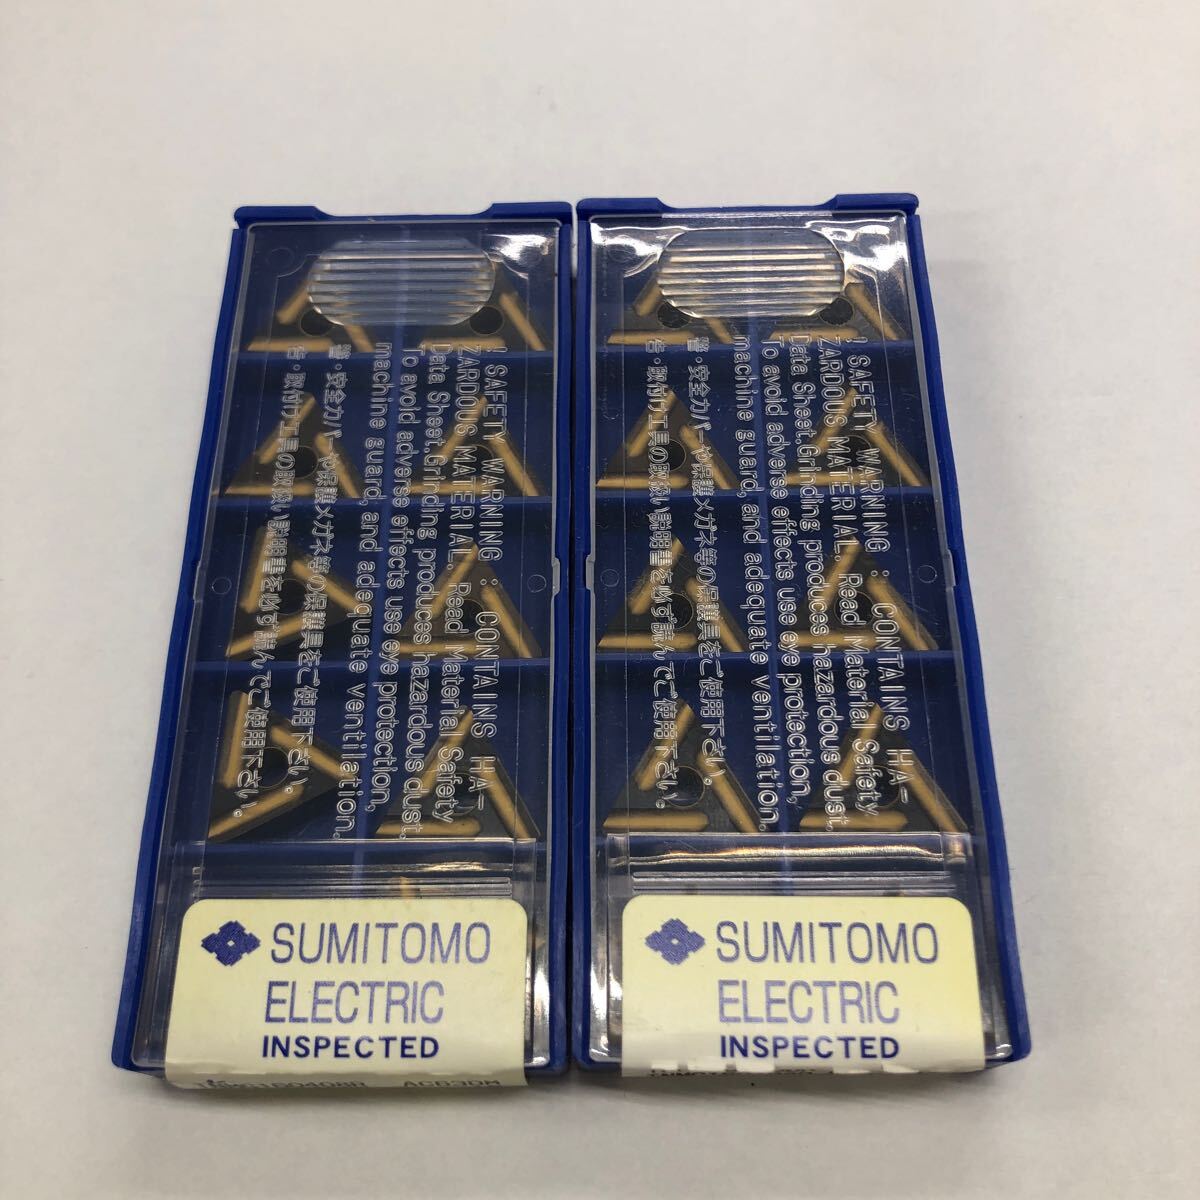 ! SAFETY WARNING : CONTAINS HA-
ZARDOUS MATERIAL. Read Material Safety
Data Sheet. Grinding produces hazardous dust.
To avoid adverse effects use eye protection,
machine guard, and adequate ventilation.
警・安全カバーや保護メガネ等の保護具をご使用下さい。
告・取付け工具の取扱い説明書を必ず読んでご使用下さい。
SUMITOMO
ELECTRIC
INSPECTED
AC630M
! SAFETY WARNING : CONTAINS HA-
ZARDOUS MATERIAL. Read Material Safety
Data Sheet. Grinding produces hazardous dust.
To avoid adverse effects use eye protection,
machine guard, and adequate ventilation.
警・安全カバーや保護メガネ等の保護具をご使用下さい。
告・取付け工具の取扱い説明書を必ず読んでご使用下さい。
SUMITOMO
ELECTRIC
INSPECTED